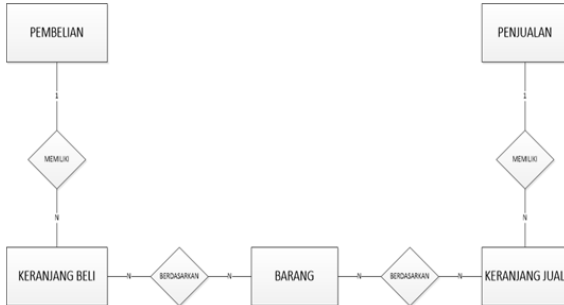 PEMBELIAN
PENJUALAN
1
1
MEMILIKI
MEMILIKI
N
N
KERANJANG BELI
N
BERDASARKAN
N
BARANG
N
BERDASARKAN
N
KERANJANG JUAL